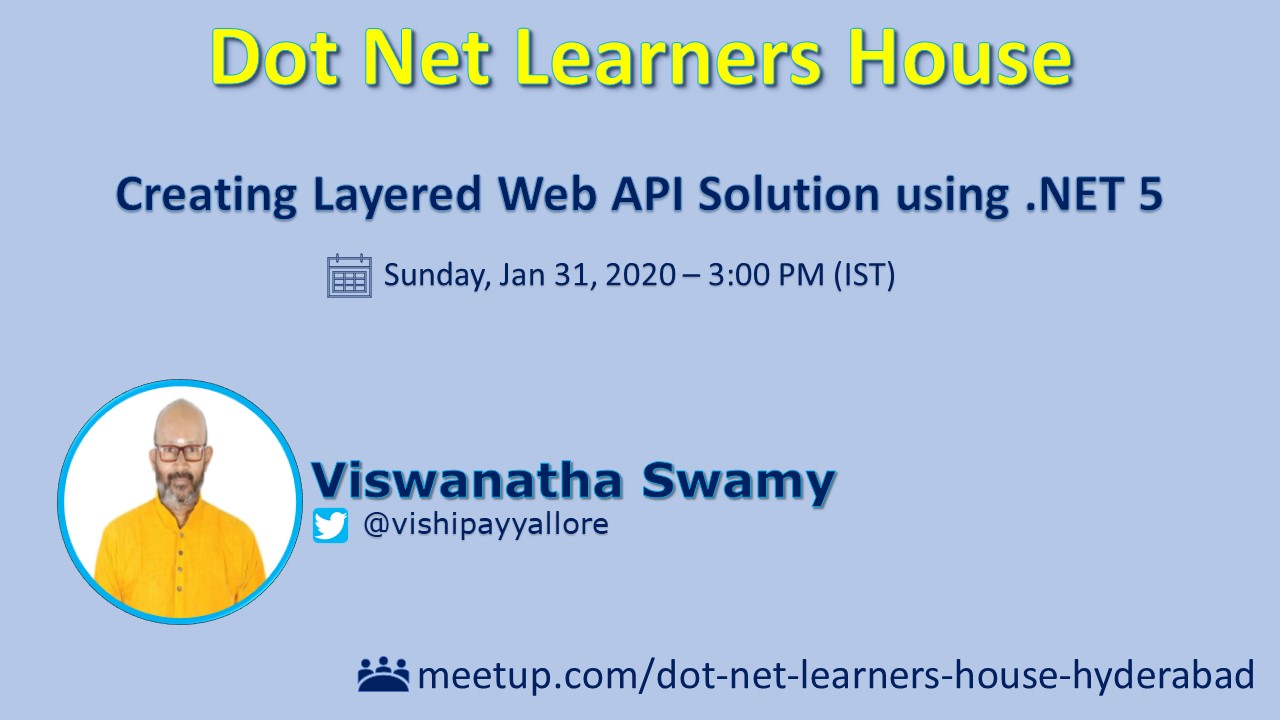 Dot Net Learners House
Creating Layered Web API Solution using .NET 5
Sunday, Jan 31, 2020 – 3:00 PM (IST)
Viswanatha Swamy
@vishipayyallore
meetup.com/dot-net-learners-house-hyderabad